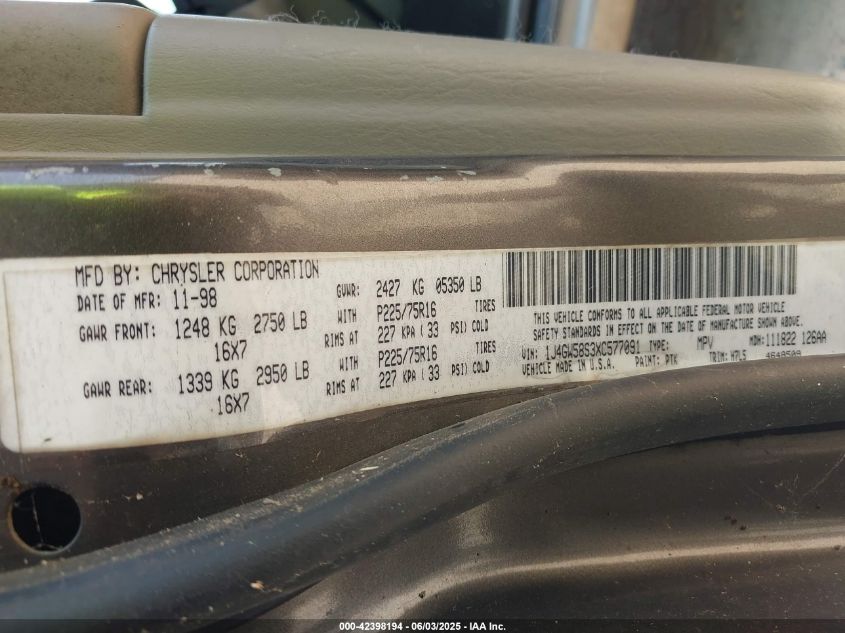 MFD BY: CHRYSLER CORPORATION
DATE OF MFR: 11-98
GVWR: 2427 KG 05350 LB
GAWR FRONT: 1248 KG 2750 LB
WITH P225/75R16 TIRES
16X7
RIMS AT 227 KPA ( 33 PSI) COLD
GAWR REAR: 1339 KG 2950 LB
WITH P225/75R16 TIRES
16X7
RIMS AT 227 KPA ( 33 PSI) COLD
THIS VEHICLE CONFORMS TO ALL APPLICABLE FEDERAL MOTOR VEHICLE
SAFETY STANDARDS IN EFFECT ON THE DATE OF MANUFACTURE SHOWN ABOVE.
VIN: 1J4GW58S3XC577091 TYPE: MPV MDH: 111822 126AA
VEHICLE MADE IN U.S.A. PAINT: PTK TRIM: H7L5 4648509
000-42398194 - 06/03/2025 - IAA Inc.